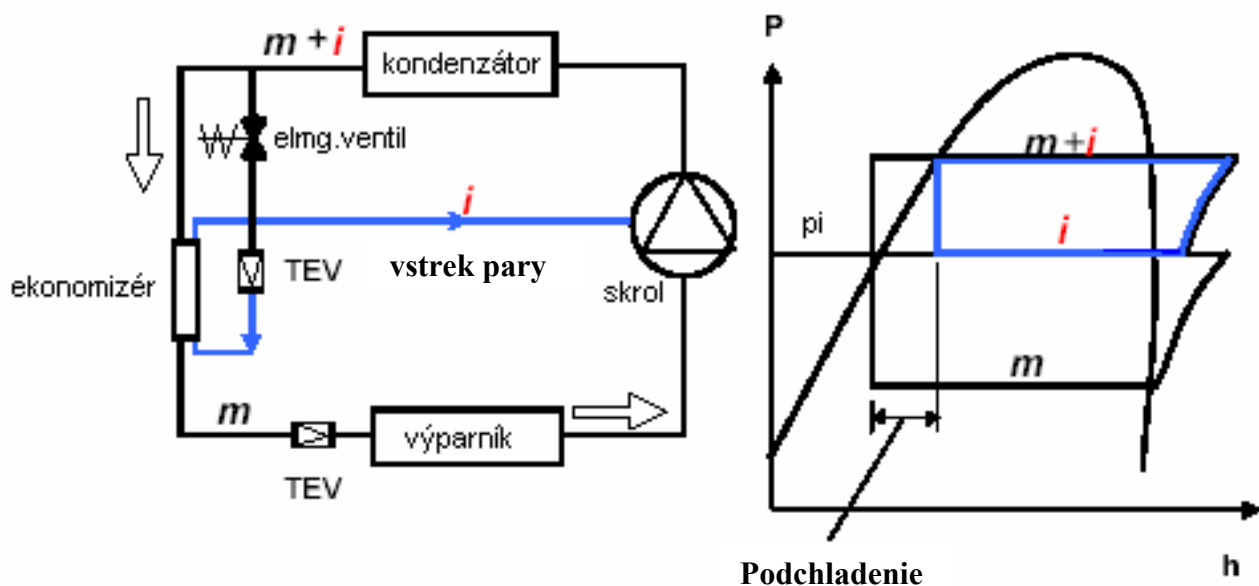 m + i
kondenzátor
elmg.ventil
i
TEV
vstrek pary
ekonomizér
skrol
m
výparník
TEV
P
m+i
pi
i
m
Podchladenie
h